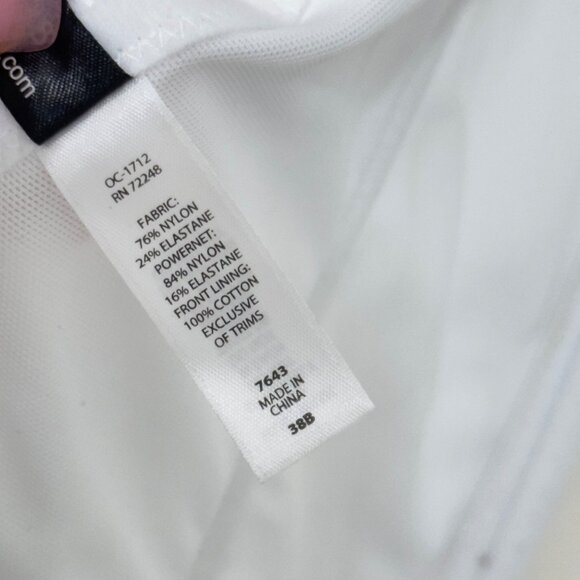 .com
OC-1712
RN 72248
FABRIC:
76% NYLON
24% ELASTANE
POWERNET:
84% NYLON
16% ELASTANE
FRONT LINING:
100% COTTON
EXCLUSIVE
OF TRIMS
7643
MADE IN
CHINA
38B